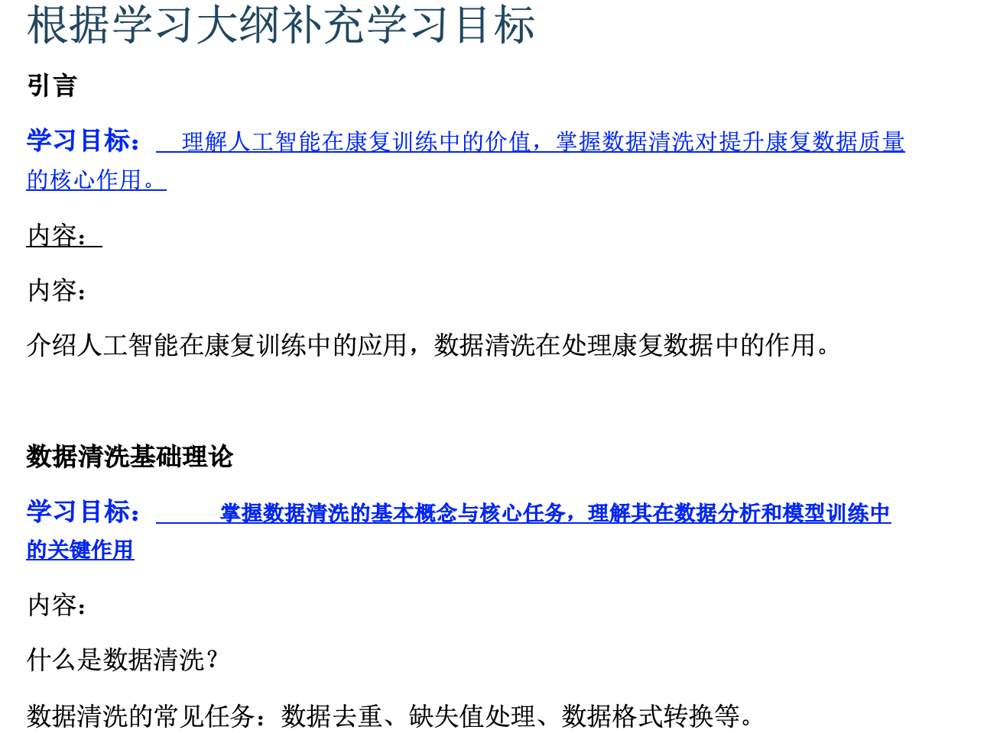 根据学习大纲补充学习目标
引言
学习目标：理解人工智能在康复训练中的价值，掌握数据清洗对提升康复数据质量
的核心作用。
内容：
内容：
介绍人工智能在康复训练中的应用，数据清洗在处理康复数据中的作用。
数据清洗基础理论
学习目标：掌握数据清洗的基本概念与核心任务，理解其在数据分析和模型训练中
的关键作用
内容：
什么是数据清洗？
数据清洗的常见任务：数据去重、缺失值处理、数据格式转换等。